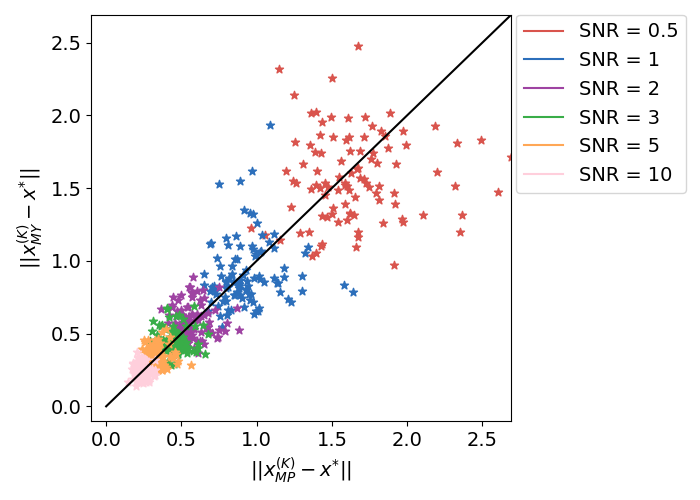 SNR = 0.5
SNR = 1
SNR = 2
SNR = 3
SNR = 5
SNR = 10
2.5
2.0
1.5
1.0
0.5
0.0
||x_{MY}^{(K)} − x^*||
0.0 0.5 1.0 1.5 2.0 2.5
||x_{MP}^{(K)} − x^*||